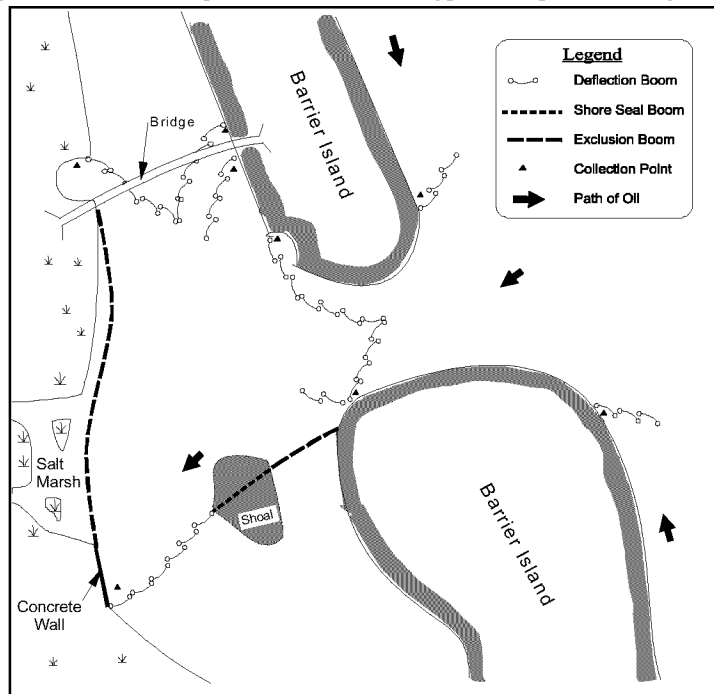 Legend
Deflection Boom
Shore Seal Boom
Exclusion Boom
Collection Point
Path of Oil
Barrier Island
Bridge
Barrier Island
Salt
Marsh
Shoal
Concrete
Wall